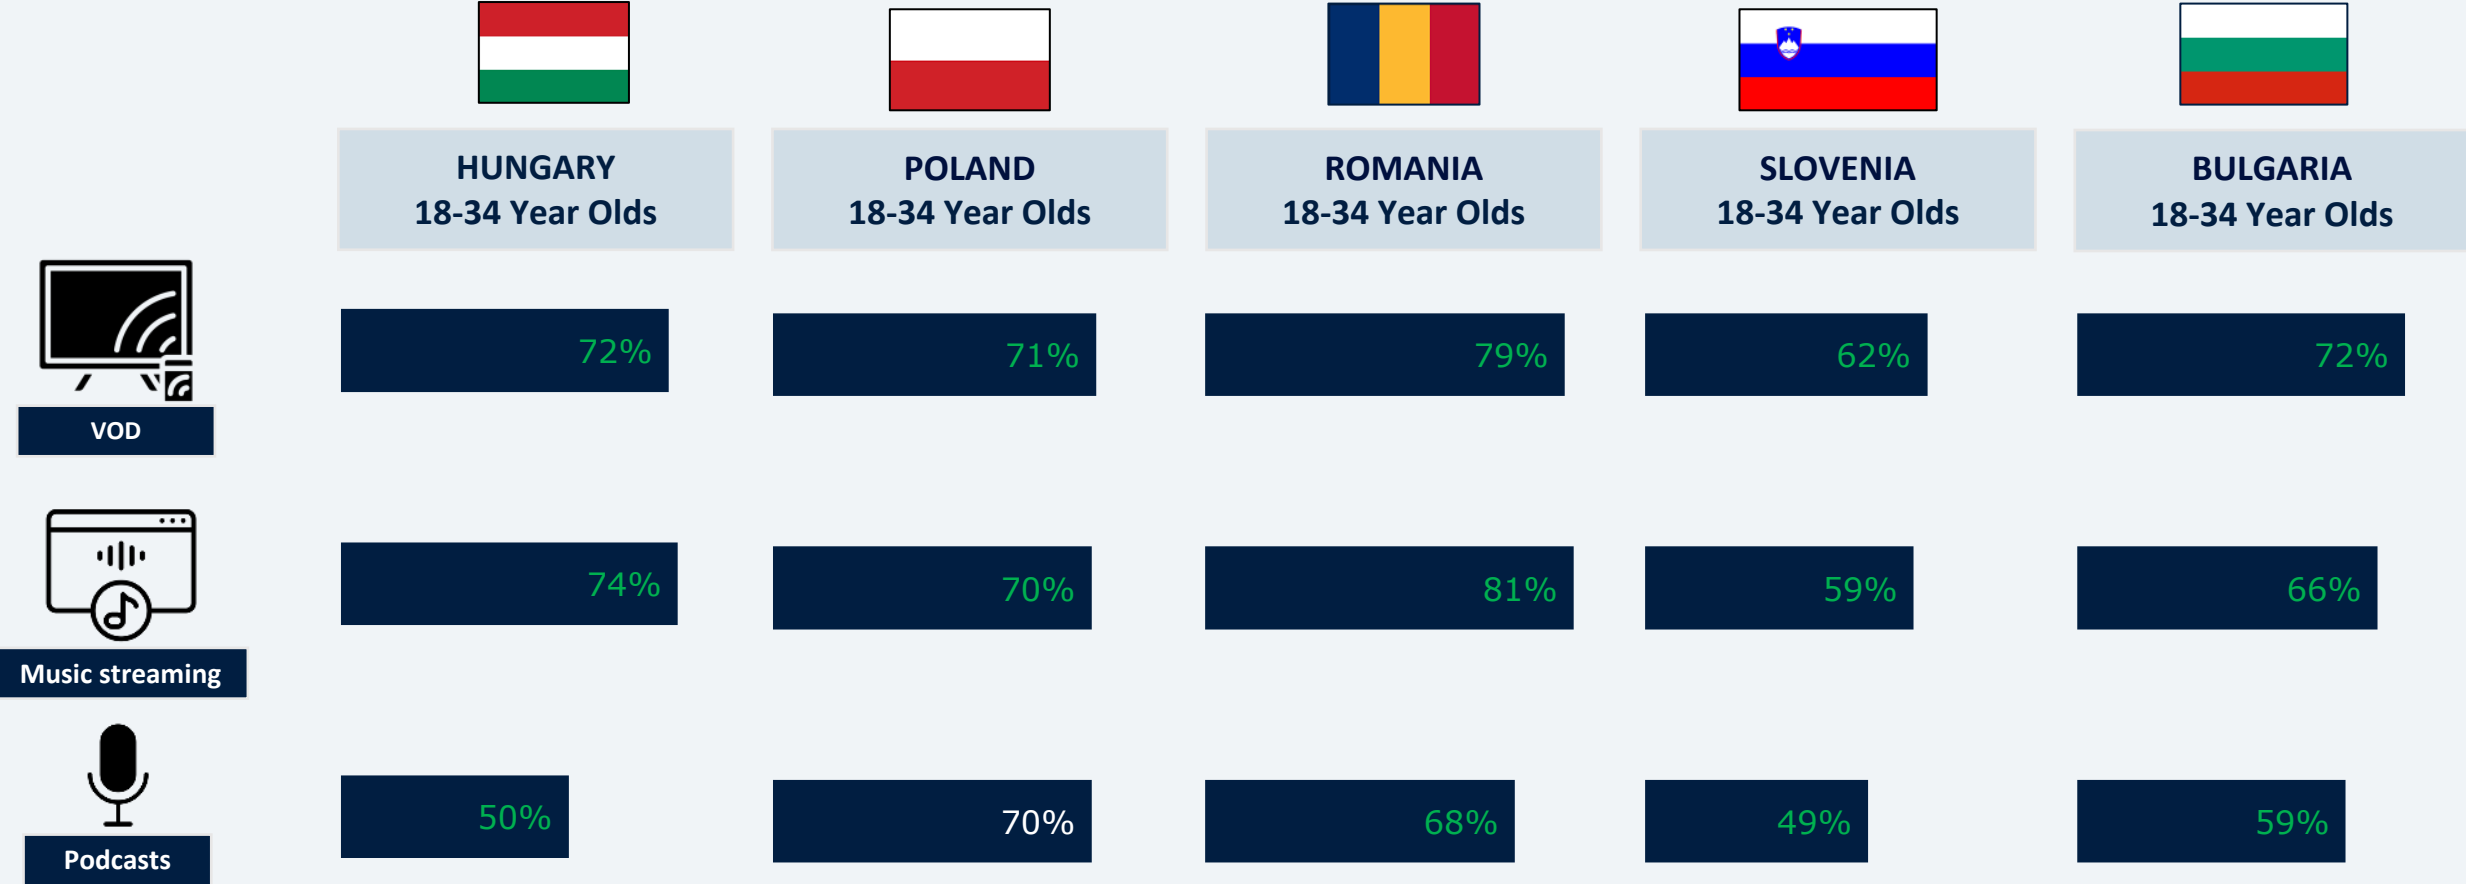 HUNGARY
18-34 Year Olds
POLAND
18-34 Year Olds
ROMANIA
18-34 Year Olds
SLOVENIA
18-34 Year Olds
BULGARIA
18-34 Year Olds
VOD
72%
71%
79%
62%
72%
Music streaming
74%
70%
81%
59%
66%
Podcasts
50%
70%
68%
49%
59%